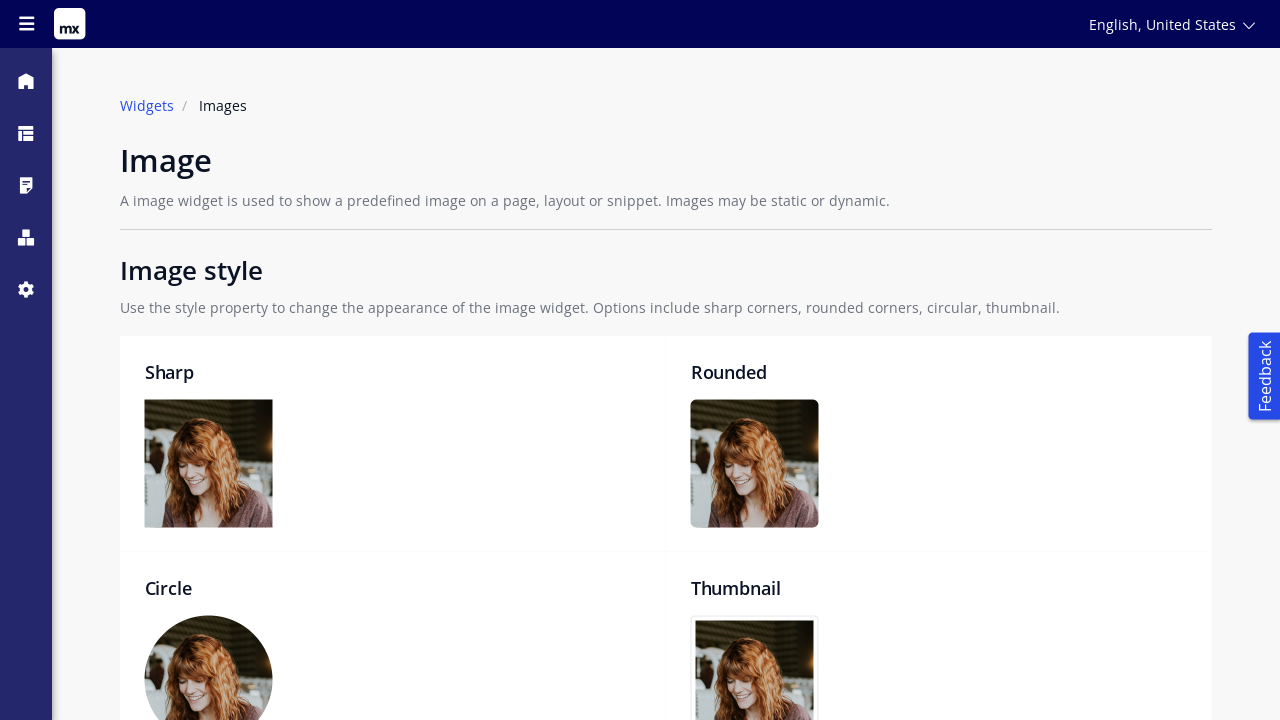 mx
English, United States
Widgets / Images
Image
A image widget is used to show a predefined image on a page, layout or snippet. Images may be static or dynamic.
Image style
Use the style property to change the appearance of the image widget. Options include sharp corners, rounded corners, circular, thumbnail.
Feedback
Sharp
Rounded
Circle
Thumbnail